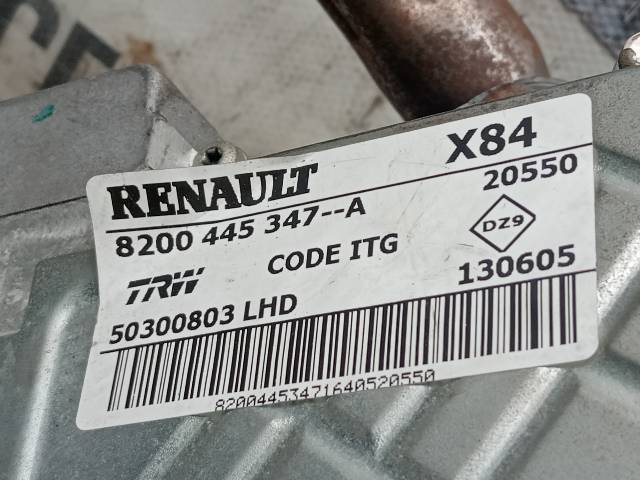 RENAULT X84
8200 445 347--A 20550
DZ9
TRW CODE ITG 130605
50300803 LHD
82004453471640520550